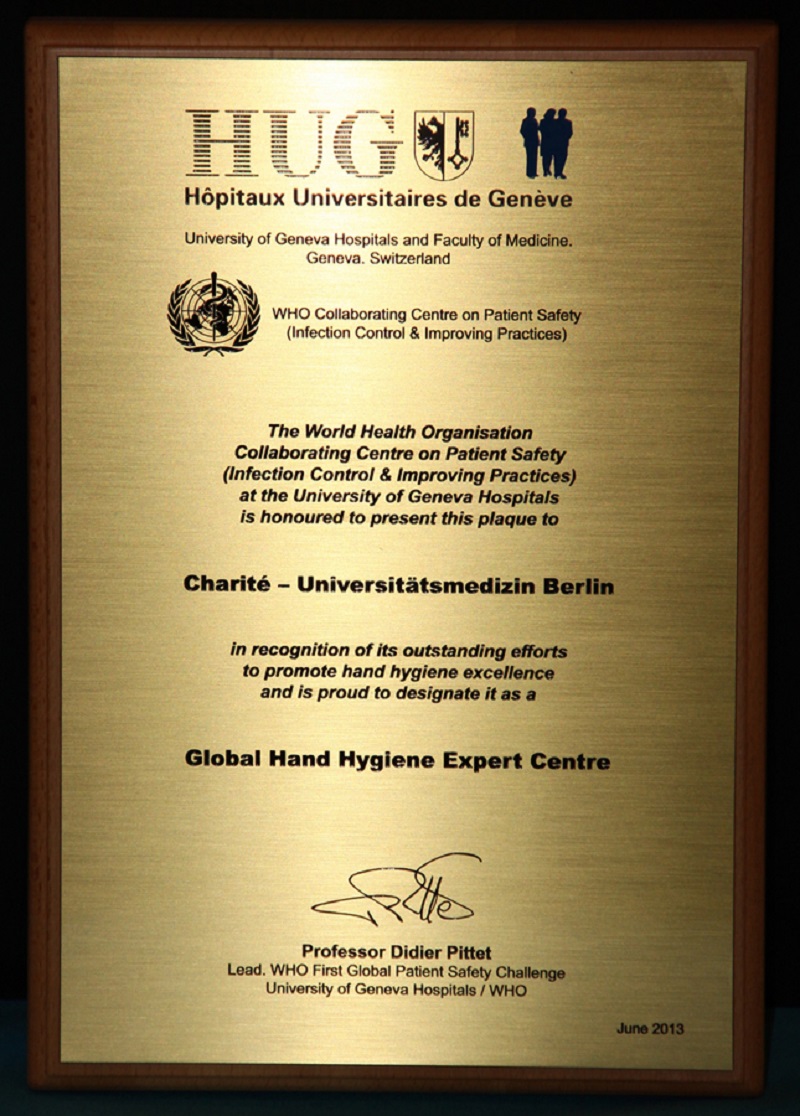 HUG
Hôpitaux Universitaires de Genève
University of Geneva Hospitals and Faculty of Medicine.
Geneva. Switzerland
WHO Collaborating Centre on Patient Safety
(Infection Control & Improving Practices)
The World Health Organisation
Collaborating Centre on Patient Safety
(Infection Control & Improving Practices)
at the University of Geneva Hospitals
is honoured to present this plaque to
Charité – Universitätsmedizin Berlin
in recognition of its outstanding efforts
to promote hand hygiene excellence
and is proud to designate it as a
Global Hand Hygiene Expert Centre
Professor Didier Pittet
Lead. WHO First Global Patient Safety Challenge
University of Geneva Hospitals / WHO
June 2013